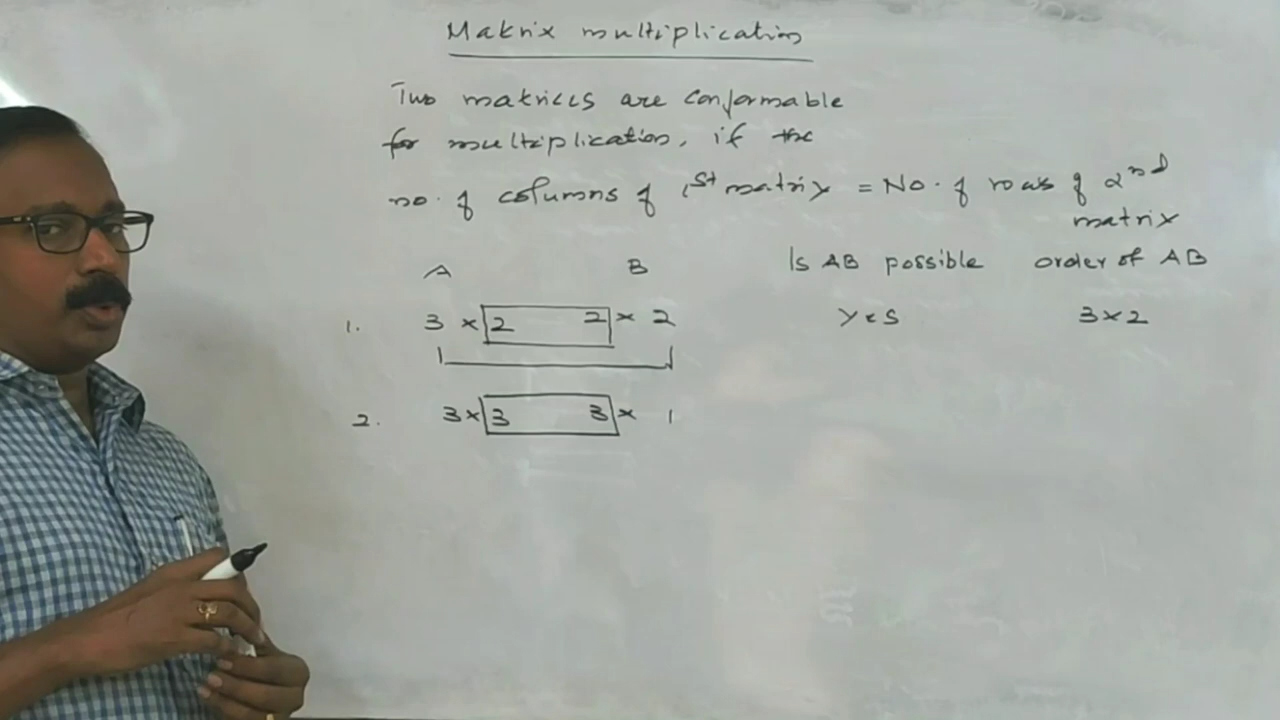 Matrix multiplication
Two matrices are conformable
for multiplication, if the
no. of columns of 1st matrix = No. of rows of 2nd
matrix
A B Is AB possible order of AB
1. 3 × 2 2 × 2 Yes 3×2
2. 3×3 3 × 1